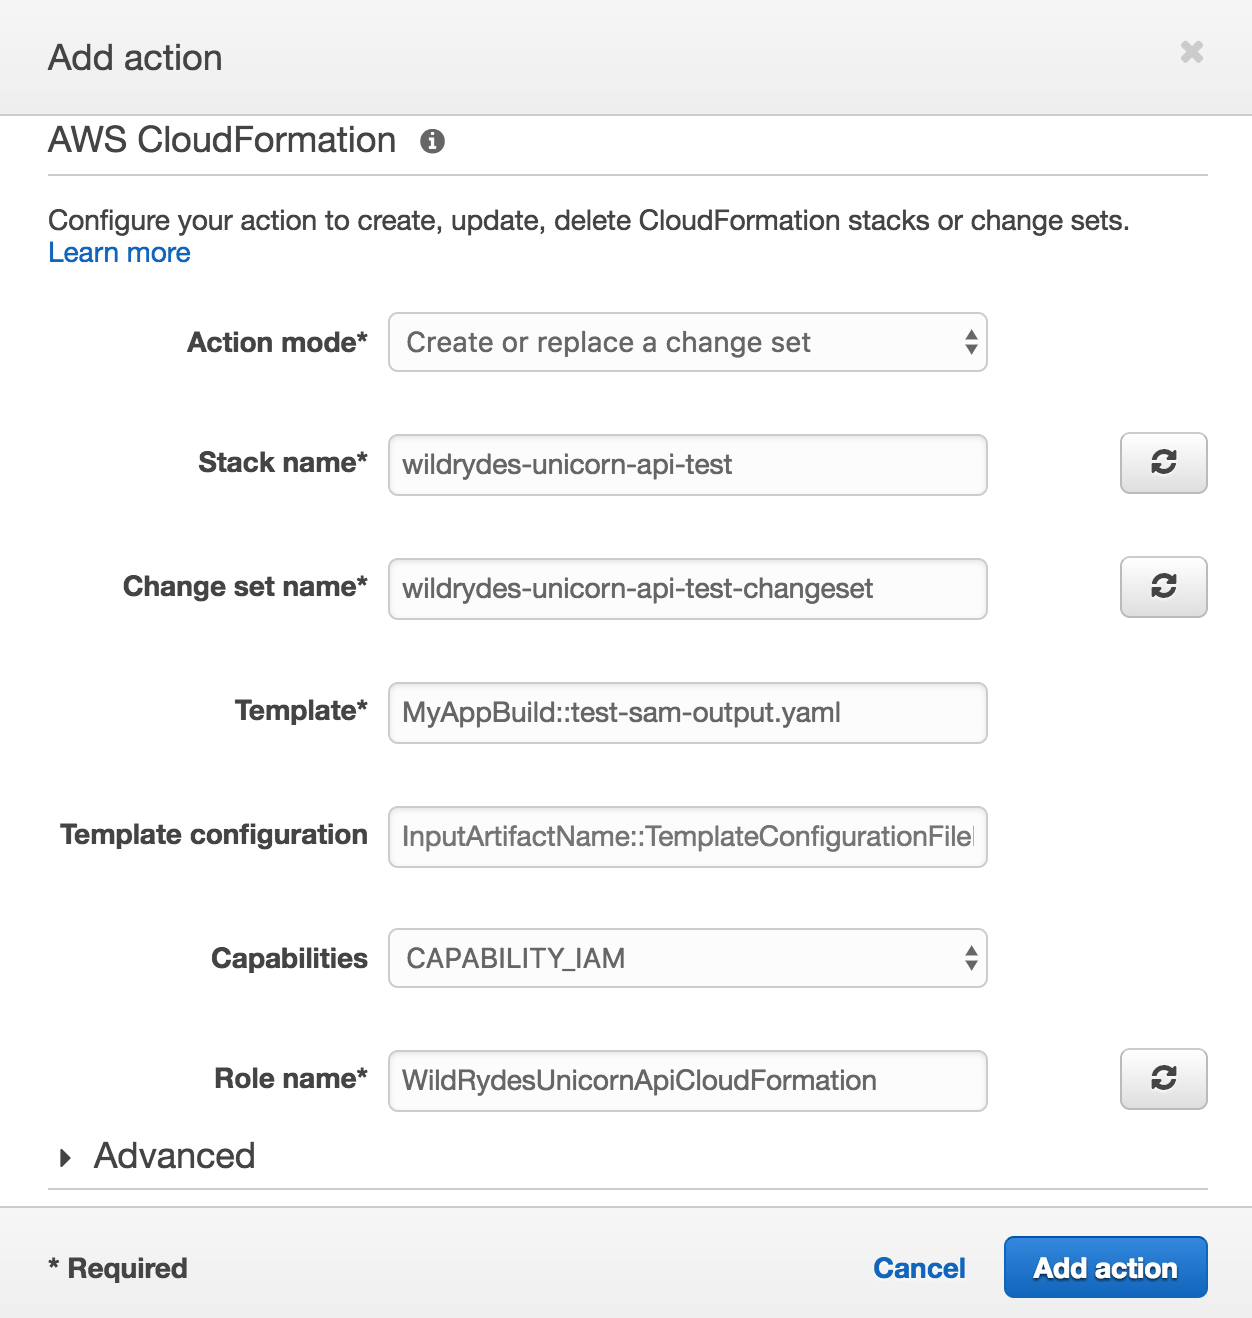 Add action
AWS CloudFormation
Configure your action to create, update, delete CloudFormation stacks or change sets.
Learn more
Action mode* Create or replace a change set
Stack name* wildrydes-unicorn-api-test
Change set name* wildrydes-unicorn-api-test-changeset
Template* MyAppBuild::test-sam-output.yaml
Template configuration InputArtifactName::TemplateConfigurationFile
Capabilities CAPABILITY_IAM
Role name* WildRydesUnicornApiCloudFormation
Advanced
* Required Cancel Add action